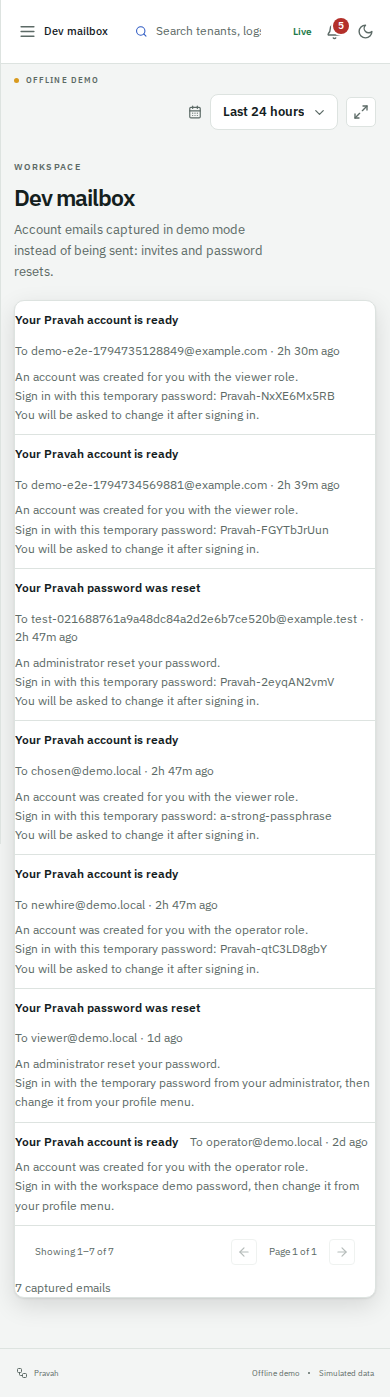 Dev mailbox
Search tenants, logs
Live
5
OFFLINE DEMO
Last 24 hours
WORKSPACE
Dev mailbox
Account emails captured in demo mode
instead of being sent: invites and password
resets.
Your Pravah account is ready
To demo-e2e-1794735128849@example.com · 2h 30m ago
An account was created for you with the viewer role.
Sign in with this temporary password: Pravah-NxXE6Mx5RB
You will be asked to change it after signing in.
Your Pravah account is ready
To demo-e2e-1794734569881@example.com · 2h 39m ago
An account was created for you with the viewer role.
Sign in with this temporary password: Pravah-FGYTbJrUun
You will be asked to change it after signing in.
Your Pravah password was reset
To test-021688761a9a48dc84a2d2e6b7ce520b@example.test ·
2h 47m ago
An administrator reset your password.
Sign in with this temporary password: Pravah-2eyqAN2vmV
You will be asked to change it after signing in.
Your Pravah account is ready
To chosen@demo.local · 2h 47m ago
An account was created for you with the viewer role.
Sign in with this temporary password: a-strong-passphrase
You will be asked to change it after signing in.
Your Pravah account is ready
To newhire@demo.local · 2h 47m ago
An account was created for you with the operator role.
Sign in with this temporary password: Pravah-qtC3LD8gbY
You will be asked to change it after signing in.
Your Pravah password was reset
To viewer@demo.local · 1d ago
An administrator reset your password.
Sign in with the temporary password from your administrator, then
change it from your profile menu.
Your Pravah account is ready To operator@demo.local · 2d ago
An account was created for you with the operator role.
Sign in with the workspace demo password, then change it from
your profile menu.
Showing 1–7 of 7
Page 1 of 1
7 captured emails
Pravah
Offline demo • Simulated data